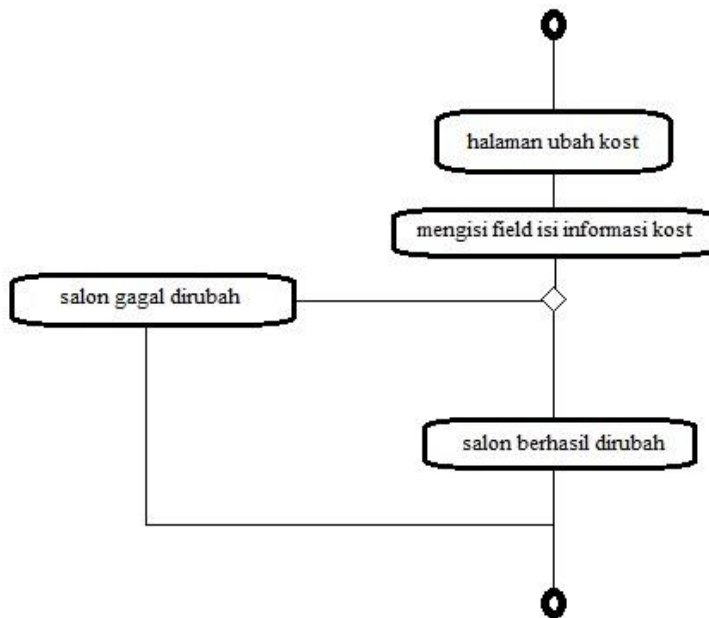 halaman ubah kost
mengisi field isi informasi kost
salon gagal dirubah
salon berhasil dirubah